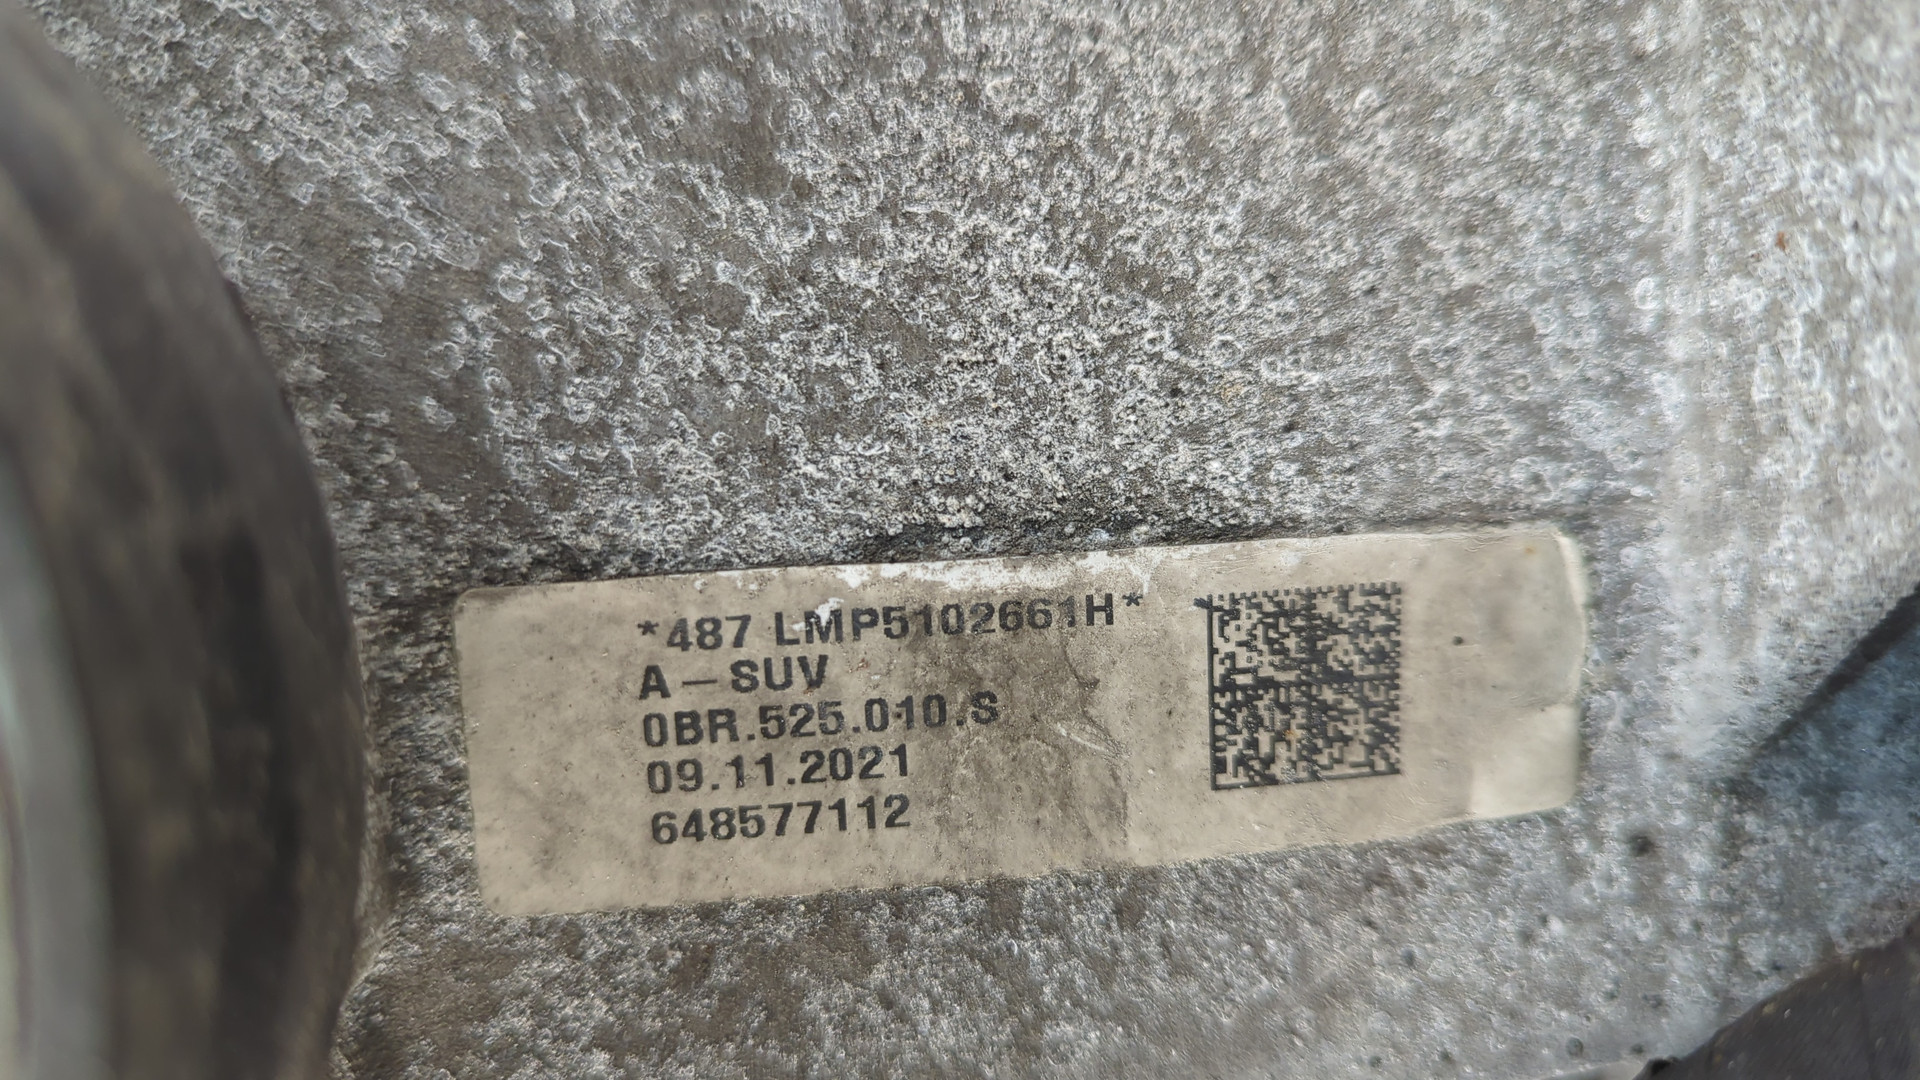 *487 LMP5102661H*
A-SUV
0BR.525.010.S
09.11.2021
648577112